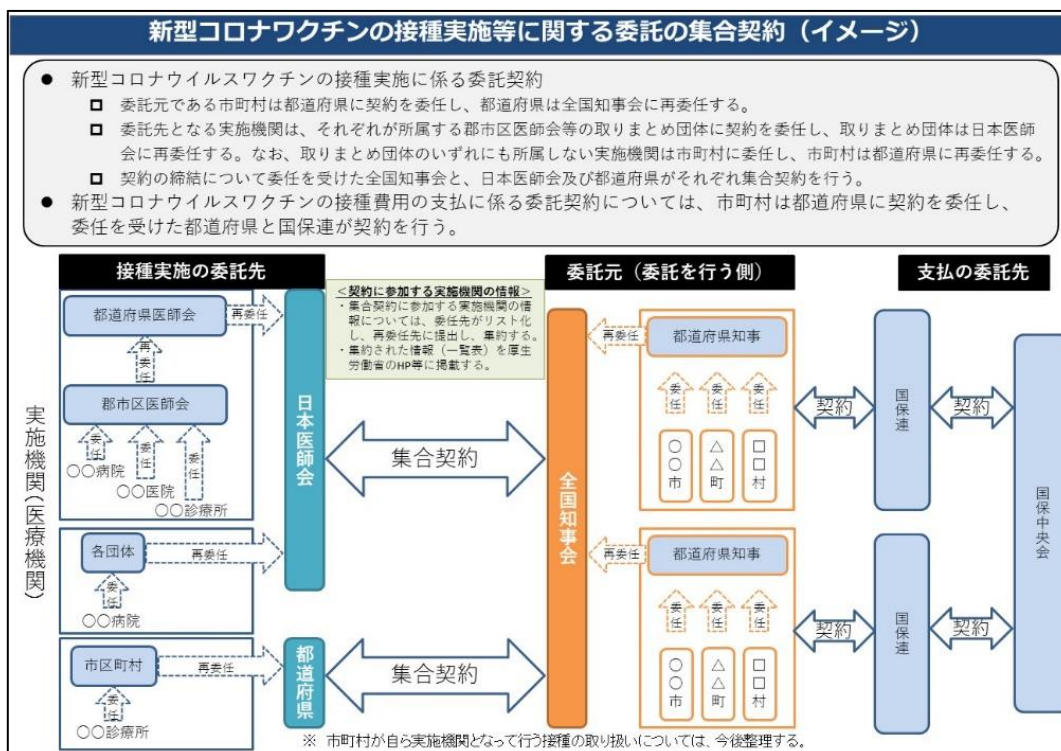 新型コロナワクチンの接種実施等に関する委託の集合契約（イメージ）
● 新型コロナウイルスワクチンの接種実施に係る委託契約
□ 委託元である市町村は都道府県に契約を委任し、都道府県は全国知事会に再委任する。
□ 委託先となる実施機関は、それぞれが所属する郡市区医師会等の取りまとめ団体に契約を委任し、取りまとめ団体は日本医師
会に再委任する。なお、取りまとめ団体のいずれにも所属しない実施機関は市町村に委任し、市町村は都道府県に再委任する。
□ 契約の締結について委任を受けた全国知事会と、日本医師会及び都道府県がそれぞれ集合契約を行う。
● 新型コロナウイルスワクチンの接種費用の支払に係る委託契約については、市町村は都道府県に契約を委任し、
委任を受けた都道府県と国保連が契約を行う。
接種実施の委託先
委託元（委託を行う側）
支払の委託先
実施機関(医療機関)
都道府県医師会
再委任
再委任
郡市区医師会
委任
委任
委任
〇〇病院
〇〇医院
〇〇診療所
各団体
再委任
委任
〇〇病院
市区町村
再委任
委任
〇〇診療所
日本医師会
都道府県
＜契約に参加する実施機関の情報＞
・集合契約に参加する実施機関の情
報については、委任先がリスト化
し、再委任先に提出し、集約する。
・集約された情報（一覧表）を厚生
労働省のHP等に掲載する。
集合契約
集合契約
全国知事会
再委任
都道府県知事
委任
委任
委任
〇〇市
△△町
□□村
再委任
都道府県知事
委任
委任
委任
〇〇市
△△町
□□村
契約
国保連
契約
契約
国保連
契約
国保中央会
※ 市町村が自ら実施機関となって行う接種の取り扱いについては、今後整理する。